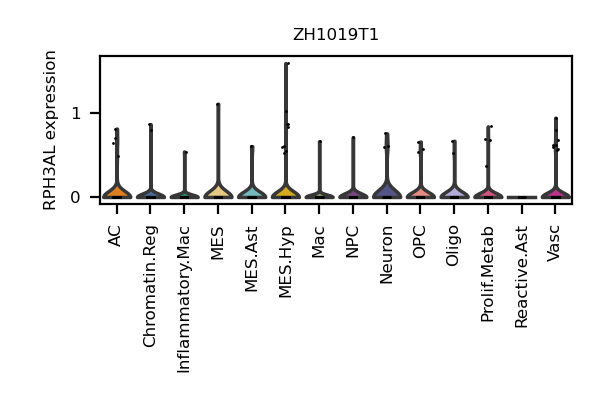 ZH1019T1
RPH3AL expression
1
0
AC
Chromatin.Reg
Inflammatory.Mac
MES
MES.Ast
MES.Hyp
Mac
NPC
Neuron
OPC
Oligo
Prolif.Metab
Reactive.Ast
Vasc